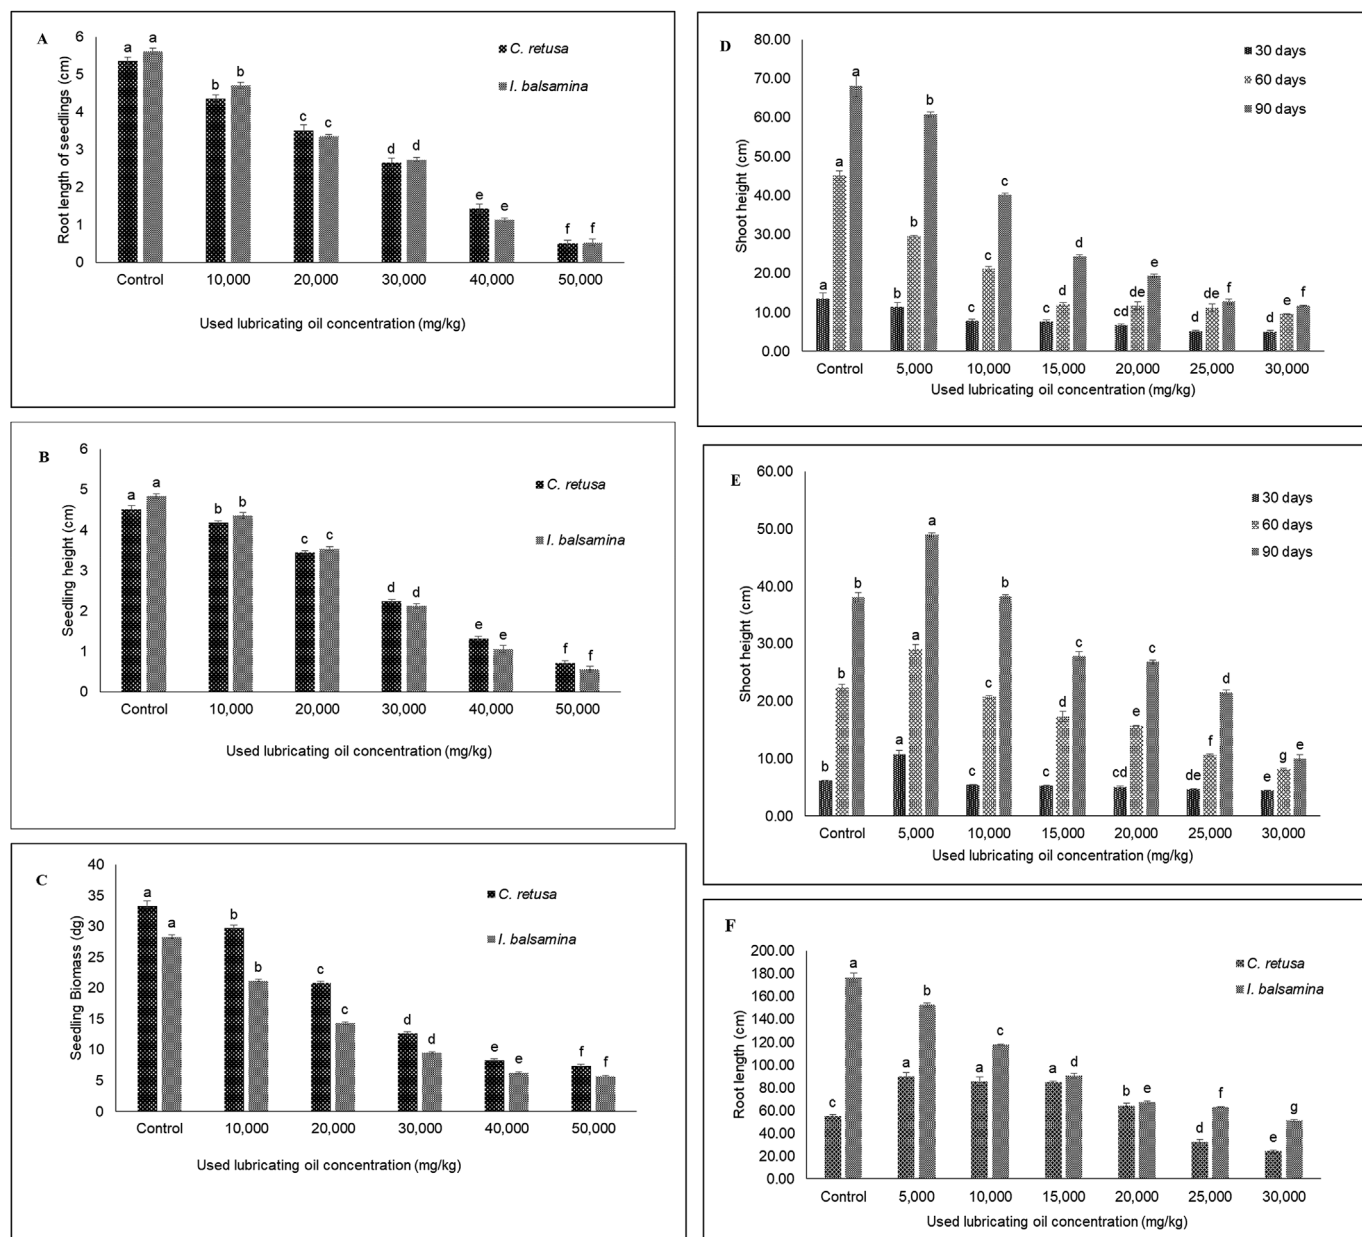 A
Root length of seedlings (cm)
6
5
4
3
2
1
0
a a
b b
c c
d d
e e
f f
C. retusa
I. balsamina
Control 10,000 20,000 30,000 40,000 50,000
Used lubricating oil concentration (mg/kg)
B
Seedling height (cm)
6
5
4
3
2
1
0
a a
b b
c c
d d
e e
f f
C. retusa
I. balsamina
Control 10,000 20,000 30,000 40,000 50,000
Used lubricating oil concentration (mg/kg)
C
Seedling Biomass (dg)
40
35
30
25
20
15
10
5
0
a a
b b
c c
d d
e e
f f
C. retusa
I. balsamina
Control 10,000 20,000 30,000 40,000 50,000
Used lubricating oil concentration (mg/kg)
D
Shoot height (cm)
80.00
70.00
60.00
50.00
40.00
30.00
20.00
10.00
0.00
a a a
b b b
c c c
c d d
cd de e
d de f
d e f
30 days
60 days
90 days
Control 5,000 10,000 15,000 20,000 25,000 30,000
Used lubricating oil concentration (mg/kg)
E
Shoot height (cm)
60.00
50.00
40.00
30.00
20.00
10.00
0.00
b b b
a a a
c c b
c d c
cd e c
de f d
e g e
30 days
60 days
90 days
Control 5,000 10,000 15,000 20,000 25,000 30,000
Used lubricating oil concentration (mg/kg)
F
Root length (cm)
200.00
180.00
160.00
140.00
120.00
100.00
80.00
60.00
40.00
20.00
0.00
c a
a b
a c
a d
b e
d f
e g
C. retusa
I. balsamina
Control 5,000 10,000 15,000 20,000 25,000 30,000
Used lubricating oil concentration (mg/kg)